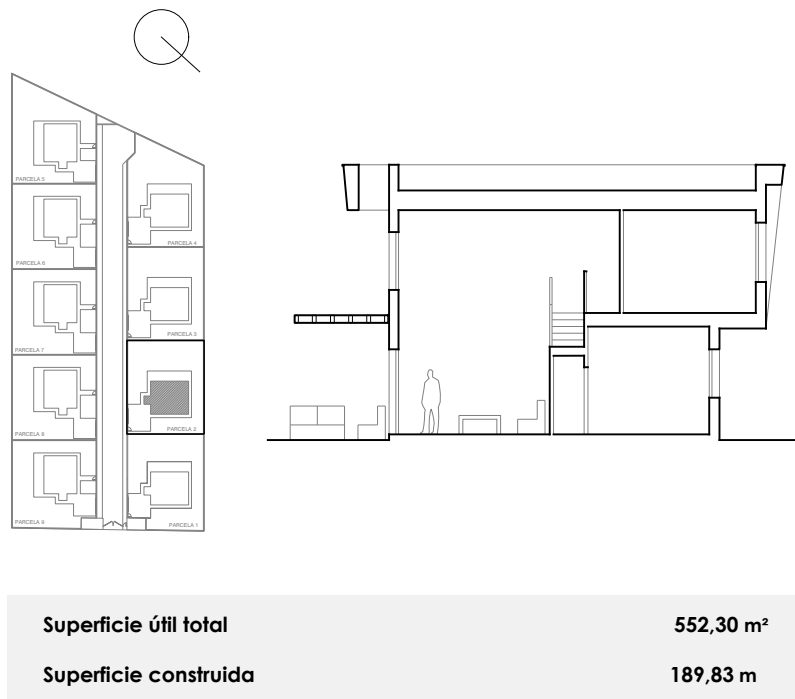 PARCELA 5
PARCELA 4
PARCELA 6
PARCELA 3
PARCELA 7
PARCELA 2
PARCELA 8
PARCELA 9
PARCELA 1
Superficie útil total 552,30 m²
Superficie construida 189,83 m